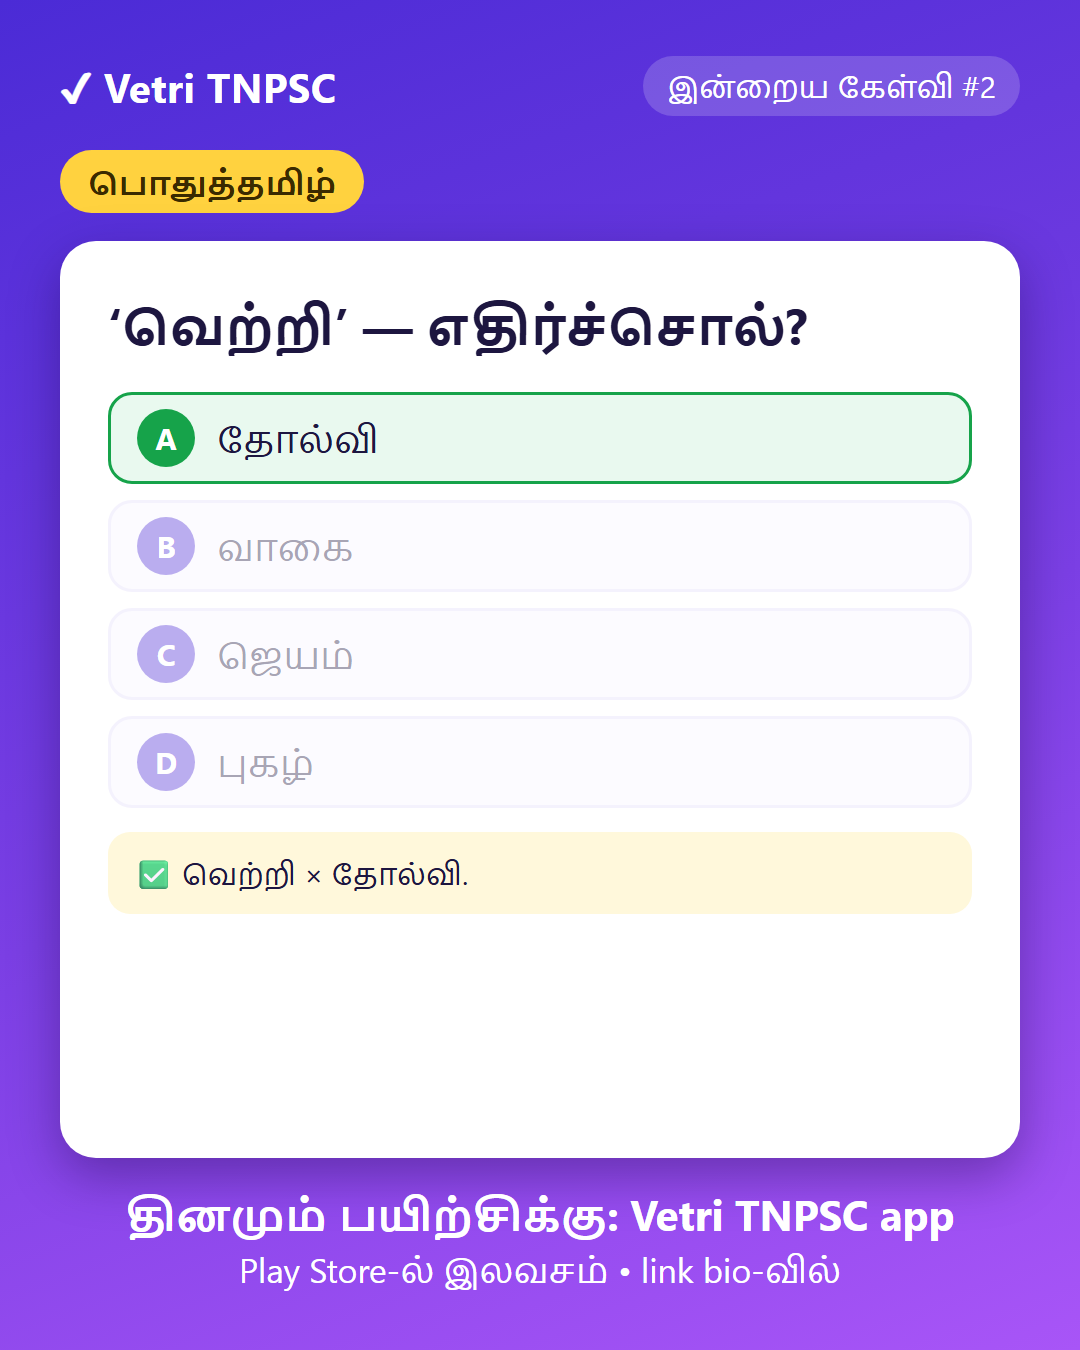 ✓ Vetri TNPSC
இன்றைய கேள்வி #2
பொதுத்தமிழ்
‘வெற்றி’ — எதிர்ச்சொல்?
A தோல்வி
B வாகை
C ஜெயம்
D புகழ்
✅ வெற்றி × தோல்வி.
தினமும் பயிற்சிக்கு: Vetri TNPSC app
Play Store-ல் இலவசம் • link bio-வில்